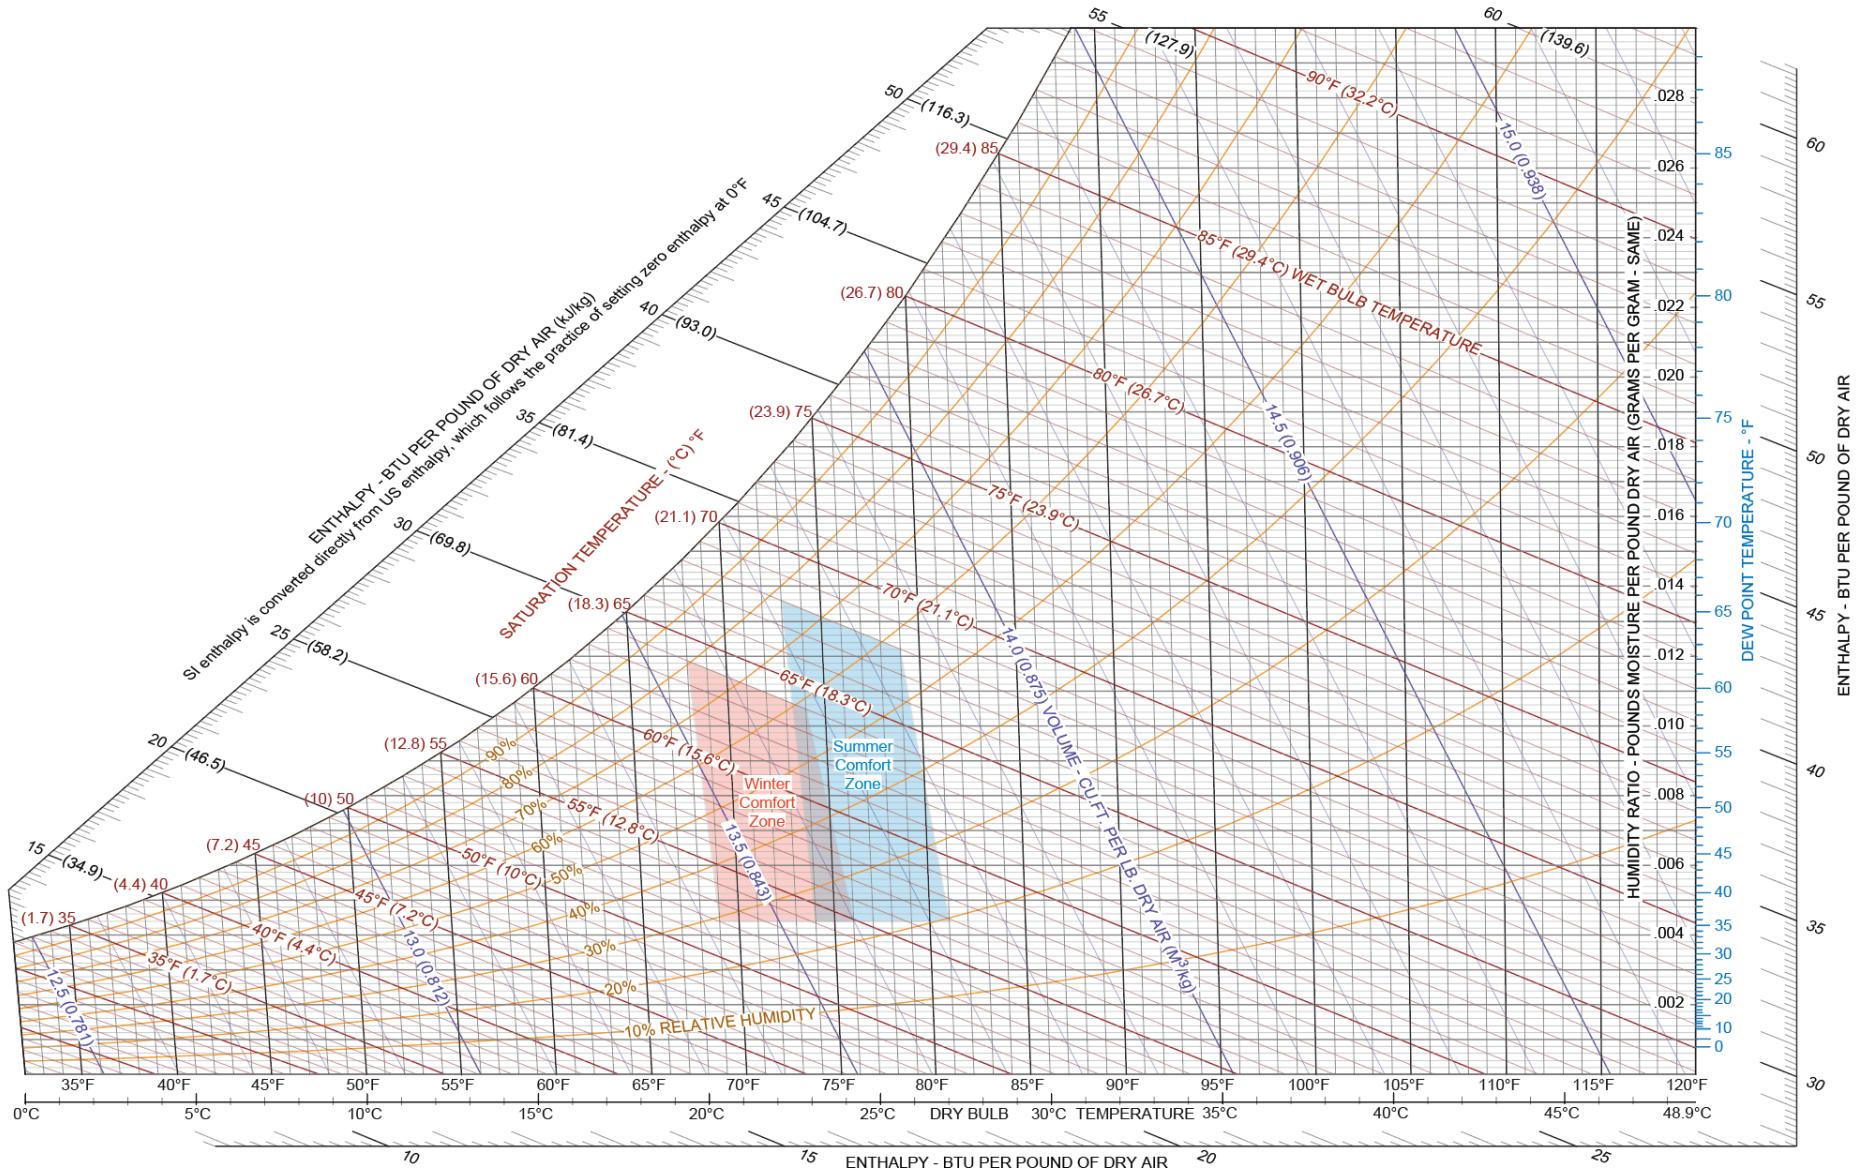 55
(127.9)
60
(139.6)
50
(116.3)
45
(104.7)
40
(93.0)
35
(81.4)
30
(69.8)
25
(58.2)
20
(46.5)
15
(34.9)
ENTHALPY - BTU PER POUND OF DRY AIR (kJ/kg)
SI enthalpy is converted directly from US enthalpy, which follows the practice of setting zero enthalpy at 0°F
SATURATION TEMPERATURE - (°C) °F
(29.4) 85
(26.7) 80
(23.9) 75
(21.1) 70
(18.3) 65
(15.6) 60
(12.8) 55
(10) 50
(7.2) 45
(4.4) 40
(1.7) 35
90°F (32.2°C)
85°F (29.4°C) WET BULB TEMPERATURE
80°F (26.7°C)
75°F (23.9°C)
70°F (21.1°C)
65°F (18.3°C)
60°F (15.6°C)
55°F (12.8°C)
50°F (10°C)
45°F (7.2°C)
40°F (4.4°C)
35°F (1.7°C)
15.0 (0.938)
14.5 (0.906)
14.0 (0.875) VOLUME - CU.FT. PER LB. DRY AIR (M³/kg)
13.5 (0.843)
13.0 (0.812)
12.5 (0.781)
90%
80%
70%
60%
50%
40%
30%
20%
10% RELATIVE HUMIDITY
Winter
Comfort
Zone
Summer
Comfort
Zone
HUMIDITY RATIO - POUNDS MOISTURE PER POUND DRY AIR (GRAMS PER GRAM - SAME)
.028
.026
.024
.022
.020
.018
.016
.014
.012
.010
.008
.006
.004
.002
85
80
75
70
65
60
55
50
45
40
35
30
25
20
10
0
DEW POINT TEMPERATURE - °F
60
55
50
45
40
35
30
ENTHALPY - BTU PER POUND OF DRY AIR
35°F 40°F 45°F 50°F 55°F 60°F 65°F 70°F 75°F 80°F 85°F 90°F 95°F 100°F 105°F 110°F 115°F 120°F
0°C 5°C 10°C 15°C 20°C 25°C DRY BULB 30°C TEMPERATURE 35°C 40°C 45°C 48.9°C
10 15 20 25
ENTHALPY - BTU PER POUND OF DRY AIR